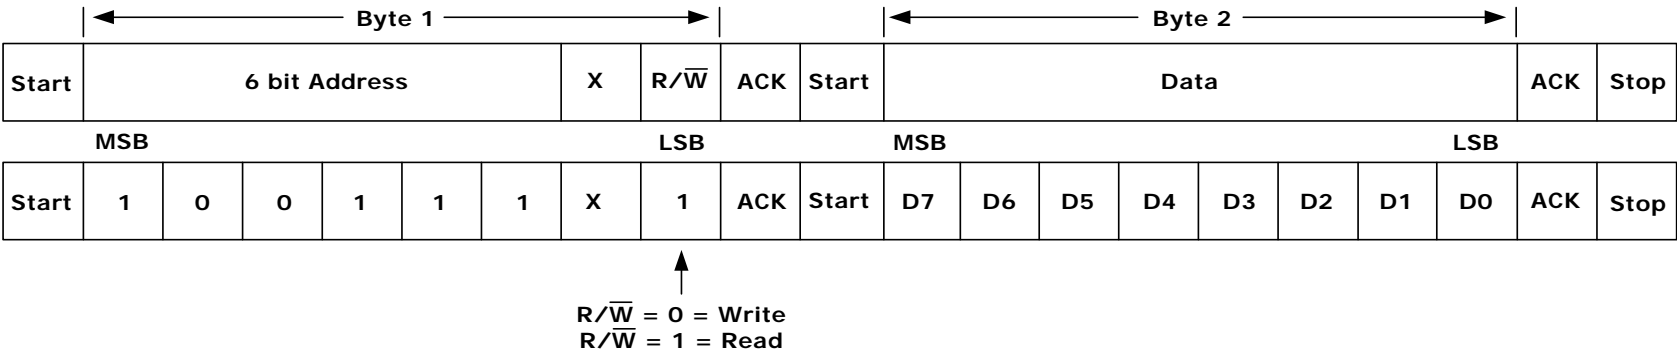 Byte 1 Byte 2
Start 6 bit Address X R/W̅ ACK Start Data ACK Stop
MSB LSB MSB LSB
Start 1 0 0 1 1 1 X 1 ACK Start D7 D6 D5 D4 D3 D2 D1 D0 ACK Stop
R/W̅ = 0 = Write
R/W̅ = 1 = Read